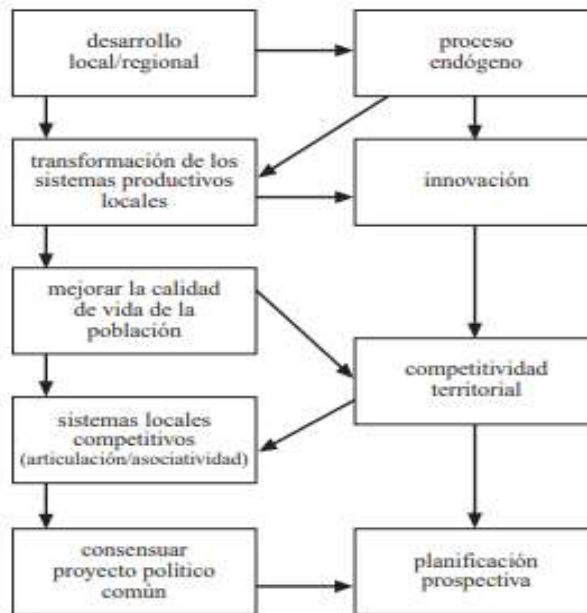 desarrollo
local/regional
proceso
endógeno
transformación de los
sistemas productivos
locales
innovación
mejorar la calidad
de vida de la
población
competitividad
territorial
sistemas locales
competitivos
(articulación/asociatividad)
consensuar
proyecto político
común
planificación
prospectiva